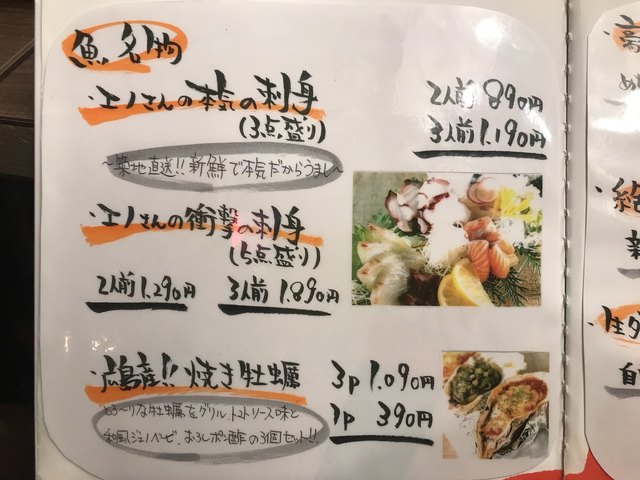 魚名物
・江ノさんの本気の刺身
(3点盛り)
2人前 890円
3人前 1,190円
〜築地直送!!新鮮で本気だからうまし〜
・江ノさんの衝撃の刺身
(5点盛り)
2人前 1,290円 3人前 1,890円
・広島産!!焼き牡蠣 3p 1,090円
1p 390円
とろ〜りな牡蠣をグリル、トマトソース味と
和風ジェノベーゼ、おろしポン酢の3個セット!!